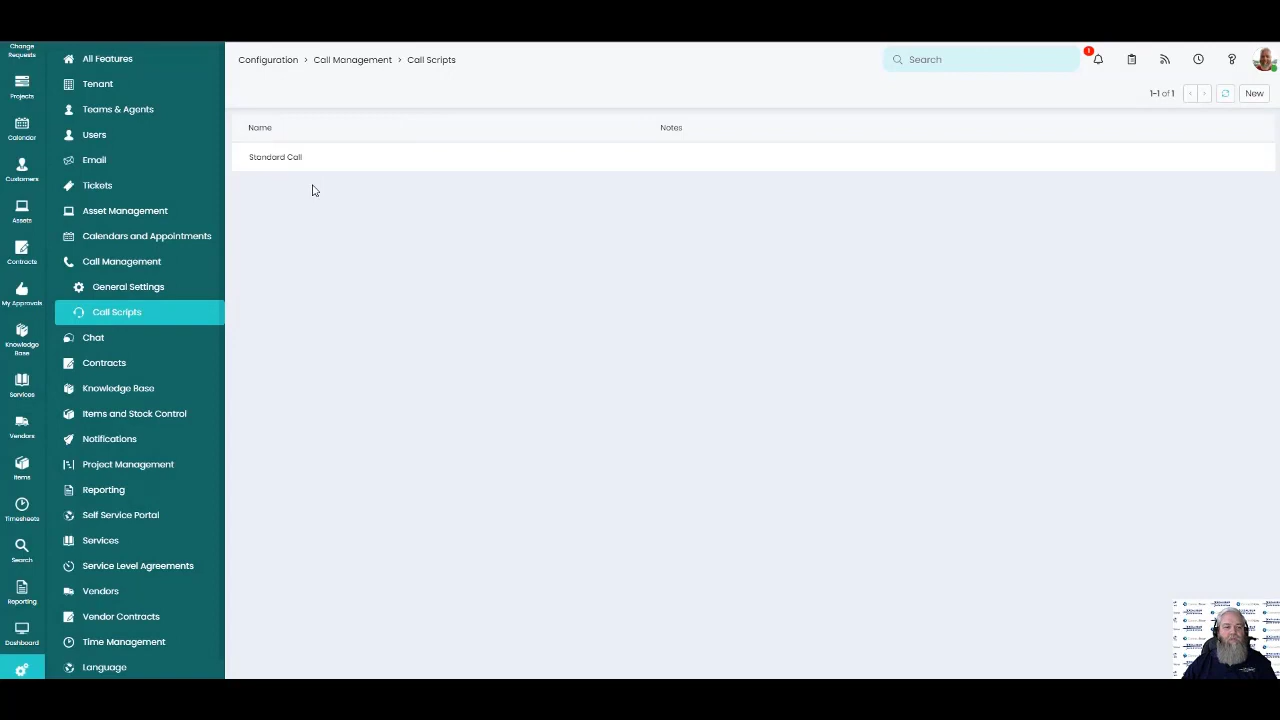 Change
Requests
Projects
Calendar
Customers
Assets
Contracts
My Approvals
Knowledge
Base
Services
Vendors
Items
Timesheets
Search
Reporting
Dashboard
All Features
Tenant
Teams & Agents
Users
Email
Tickets
Asset Management
Calendars and Appointments
Call Management
General Settings
Call Scripts
Chat
Contracts
Knowledge Base
Items and Stock Control
Notifications
Project Management
Reporting
Self Service Portal
Services
Service Level Agreements
Vendors
Vendor Contracts
Time Management
Language
Configuration > Call Management > Call Scripts
Search
1
1-1 of 1
New
Name Notes
Standard Call